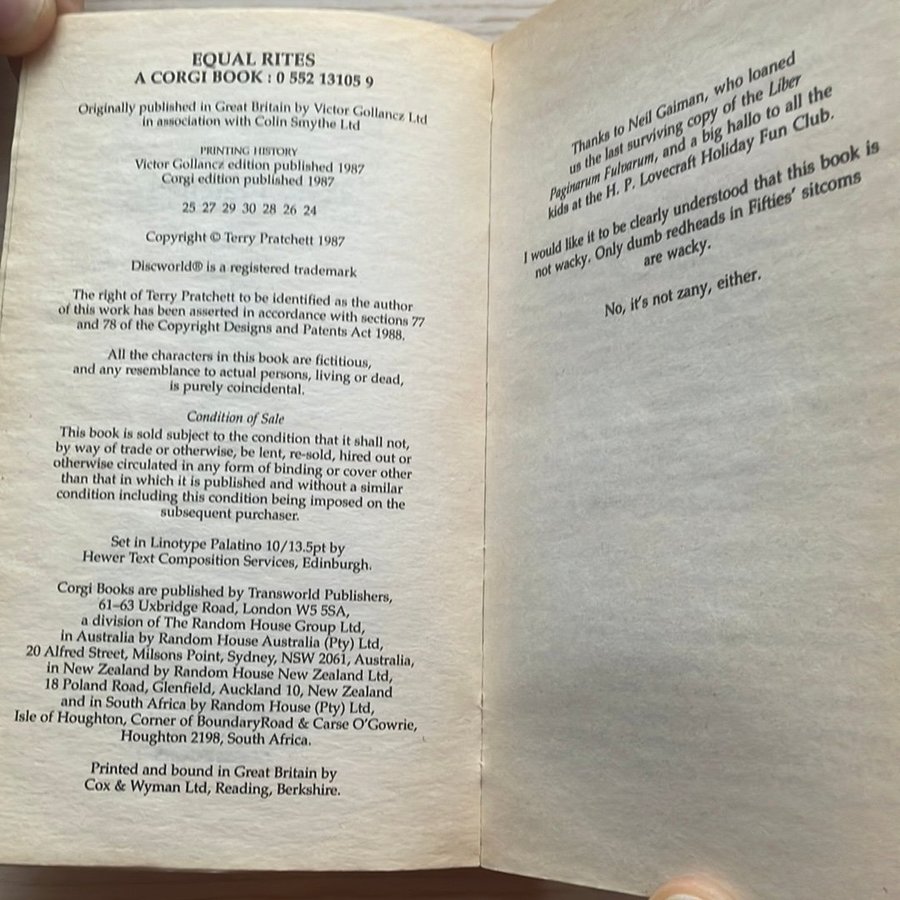 EQUAL RITES
A CORGI BOOK : 0 552 13105 9
Originally published in Great Britain by Victor Gollancz Ltd
in association with Colin Smythe Ltd
PRINTING HISTORY
Victor Gollancz edition published 1987
Corgi edition published 1987
25 27 29 30 28 26 24
Copyright © Terry Pratchett 1987
Discworld® is a registered trademark
The right of Terry Pratchett to be identified as the author
of this work has been asserted in accordance with sections 77
and 78 of the Copyright Designs and Patents Act 1988.
All the characters in this book are fictitious,
and any resemblance to actual persons, living or dead,
is purely coincidental.
Condition of Sale
This book is sold subject to the condition that it shall not,
by way of trade or otherwise, be lent, re-sold, hired out or
otherwise circulated in any form of binding or cover other
than that in which it is published and without a similar
condition including this condition being imposed on the
subsequent purchaser.
Set in Linotype Palatino 10/13.5pt by
Hewer Text Composition Services, Edinburgh.
Corgi Books are published by Transworld Publishers,
61–63 Uxbridge Road, London W5 5SA,
a division of The Random House Group Ltd,
in Australia by Random House Australia (Pty) Ltd,
20 Alfred Street, Milsons Point, Sydney, NSW 2061, Australia,
in New Zealand by Random House New Zealand Ltd,
18 Poland Road, Glenfield, Auckland 10, New Zealand
and in South Africa by Random House (Pty) Ltd,
Isle of Houghton, Corner of BoundaryRoad & Carse O'Gowrie,
Houghton 2198, South Africa.
Printed and bound in Great Britain by
Cox & Wyman Ltd, Reading, Berkshire.
Thanks to Neil Gaiman, who loaned
us the last surviving copy of the Liber
Paginarum Fulvarum, and a big hallo to all the
kids at the H. P. Lovecraft Holiday Fun Club.
I would like it to be clearly understood that this book is
not wacky. Only dumb redheads in Fifties' sitcoms
are wacky.
No, it's not zany, either.